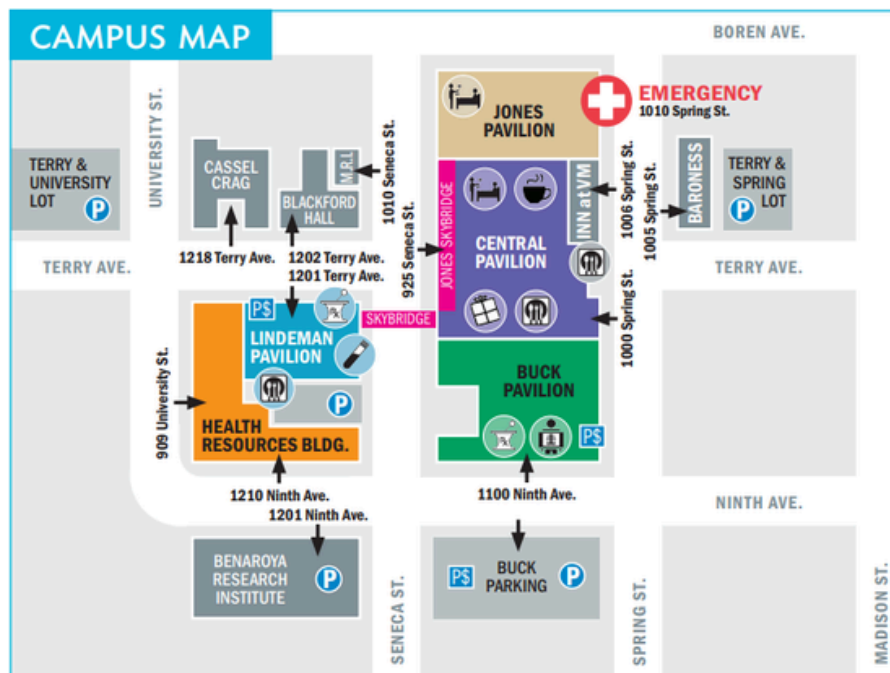 CAMPUS MAP
BOREN AVE.
UNIVERSITY ST.
JONES
PAVILION
EMERGENCY
1010 Spring St.
TERRY &
UNIVERSITY
LOT
P
CASSEL
CRAG
M.R.I.
BLACKFORD
HALL
1010 Seneca St.
JONES SKYBRIDGE
CENTRAL
PAVILION
INN at VM
1006 Spring St.
1005 Spring St.
BARONESS
TERRY &
SPRING
LOT
P
1218 Terry Ave.
1202 Terry Ave.
1201 Terry Ave.
925 Seneca St.
TERRY AVE.
TERRY AVE.
P$
Rx
LINDEMAN
PAVILION
SKYBRIDGE
1000 Spring St.
909 University St.
P
HEALTH
RESOURCES BLDG.
BUCK
PAVILION
Rx
P$
1210 Ninth Ave.
1201 Ninth Ave.
1100 Ninth Ave.
NINTH AVE.
BENAROYA
RESEARCH
INSTITUTE
P
P$
BUCK
PARKING
P
SENECA ST.
SPRING ST.
MADISON ST.